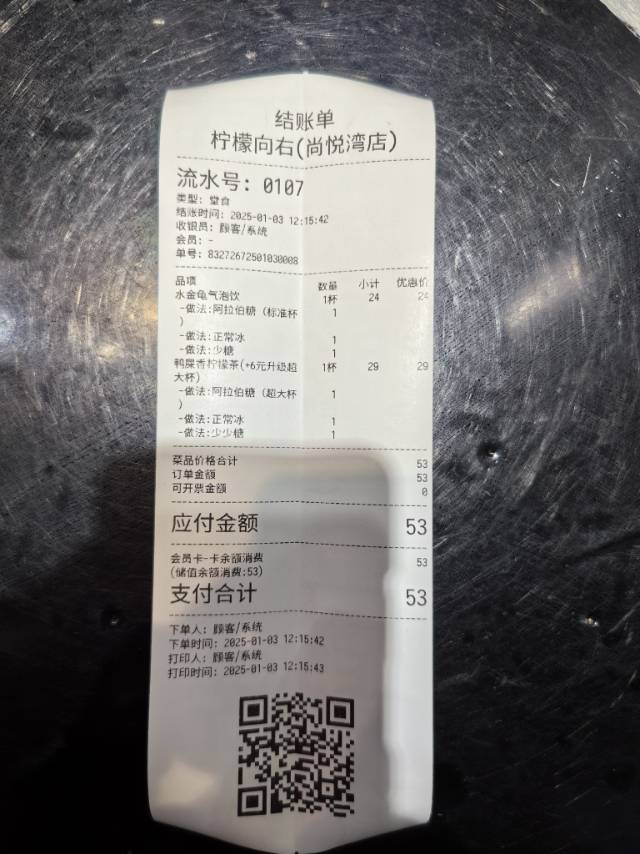 结账单
柠檬向右(尚悦湾店)
流水号: 0107
类型: 堂食
结账时间: 2025-01-03 12:15:42
收银员: 顾客/系统
会员: -
单号: 83272672501030008
品项 数量 小计 优惠价
水金龟气泡饮 1杯 24 24
-做法:阿拉伯糖 (标准杯 1
)
-做法:正常冰 1
-做法:少糖 1
鸭屎香柠檬茶(+6元升级超 1杯 29 29
大杯)
-做法:阿拉伯糖 (超大杯 1
)
-做法:正常冰 1
-做法:少少糖 1
菜品价格合计 53
订单金额 53
可开票金额 0
应付金额 53
会员卡-卡余额消费 53
(储值余额消费:53)
支付合计 53
下单人: 顾客/系统
下单时间: 2025-01-03 12:15:42
打印人: 顾客/系统
打印时间: 2025-01-03 12:15:43